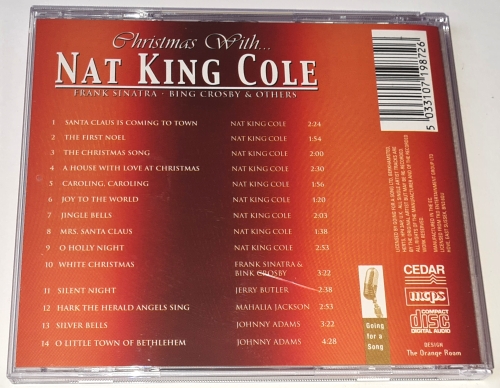 Christmas With...
NAT KING COLE
FRANK SINATRA · BING CROSBY & OTHERS
1 SANTA CLAUS IS COMING TO TOWN NAT KING COLE 2:24
2 THE FIRST NOEL NAT KING COLE 1:54
3 THE CHRISTMAS SONG NAT KING COLE 2:00
4 A HOUSE WITH LOVE AT CHRISTMAS NAT KING COLE 2:30
5 CAROLING, CAROLING NAT KING COLE 1:56
6 JOY TO THE WORLD NAT KING COLE 1:20
7 JINGLE BELLS NAT KING COLE 2:03
8 MRS. SANTA CLAUS NAT KING COLE 1:38
9 O HOLLY NIGHT NAT KING COLE 2:53
10 WHITE CHRISTMAS FRANK SINATRA &
BINK CROSBY 3:22
11 SILENT NIGHT JERRY BUTLER 2:38
12 HARK THE HERALD ANGELS SING MAHALIA JACKSON 2:53
13 SILVER BELLS JOHNNY ADAMS 3:22
14 O LITTLE TOWN OF BETHLEHEM JOHNNY ADAMS 4:28
5 033107 198726
Going
for a
Song
CEDAR
mcps
COMPACT
disc
DIGITAL AUDIO
DESIGN
The Orange Room